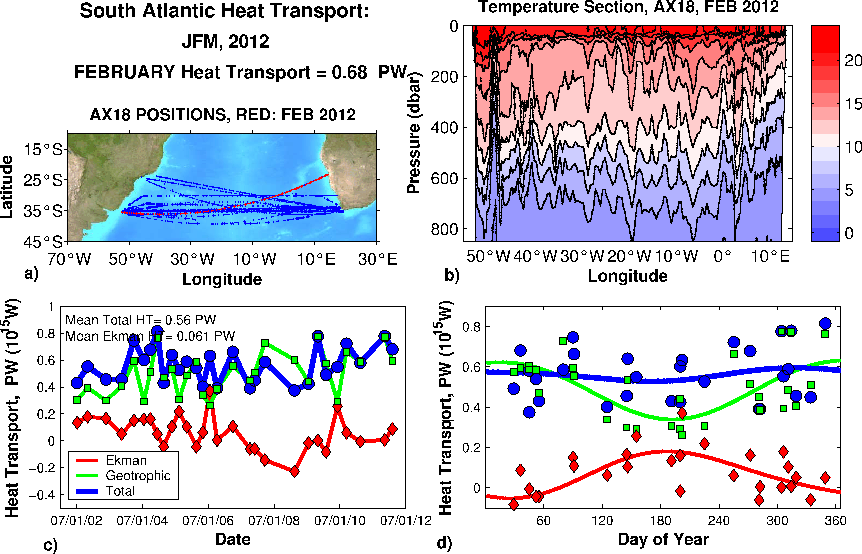 South Atlantic Heat Transport:
JFM, 2012
FEBRUARY Heat Transport = 0.68 PW
AX18 POSITIONS, RED: FEB 2012
Latitude
15°S
25°S
35°S
45°S
70°W 50°W 30°W 10°W 10°E 30°E
Longitude
a)
Temperature Section, AX18, FEB 2012
Pressure (dbar)
0
200
400
600
800
50°W 40°W 30°W 20°W 10°W 0° 10°E
Longitude
b)
20
15
10
5
0
Heat Transport, PW (10^15W)
1
0.8
0.6
0.4
0.2
0
−0.2
−0.4
Mean Total HT= 0.56 PW
Mean Ekman HT= 0.061 PW
Ekman
Geotrophic
Total
07/01/02 07/01/04 07/01/06 07/01/08 07/01/10 07/01/12
Date
c)
Heat Transport, PW (10^15W)
0.8
0.6
0.4
0.2
0
60 120 180 240 300 360
Day of Year
d)